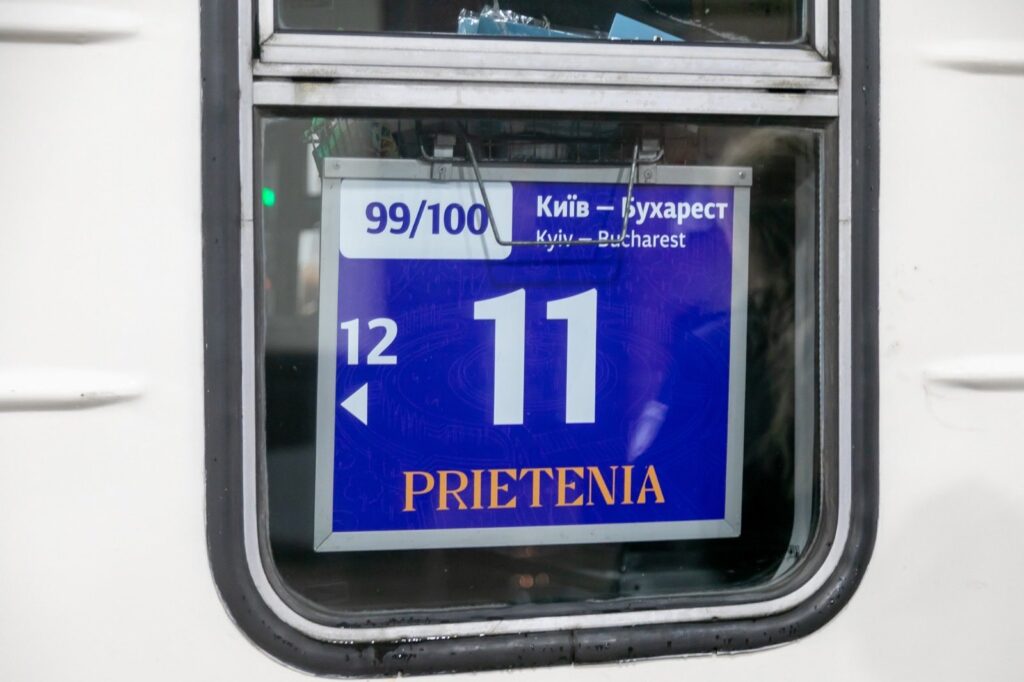 99/100
Київ – Бухарест
Kyiv – Bucharest
12
11
PRIETENIA